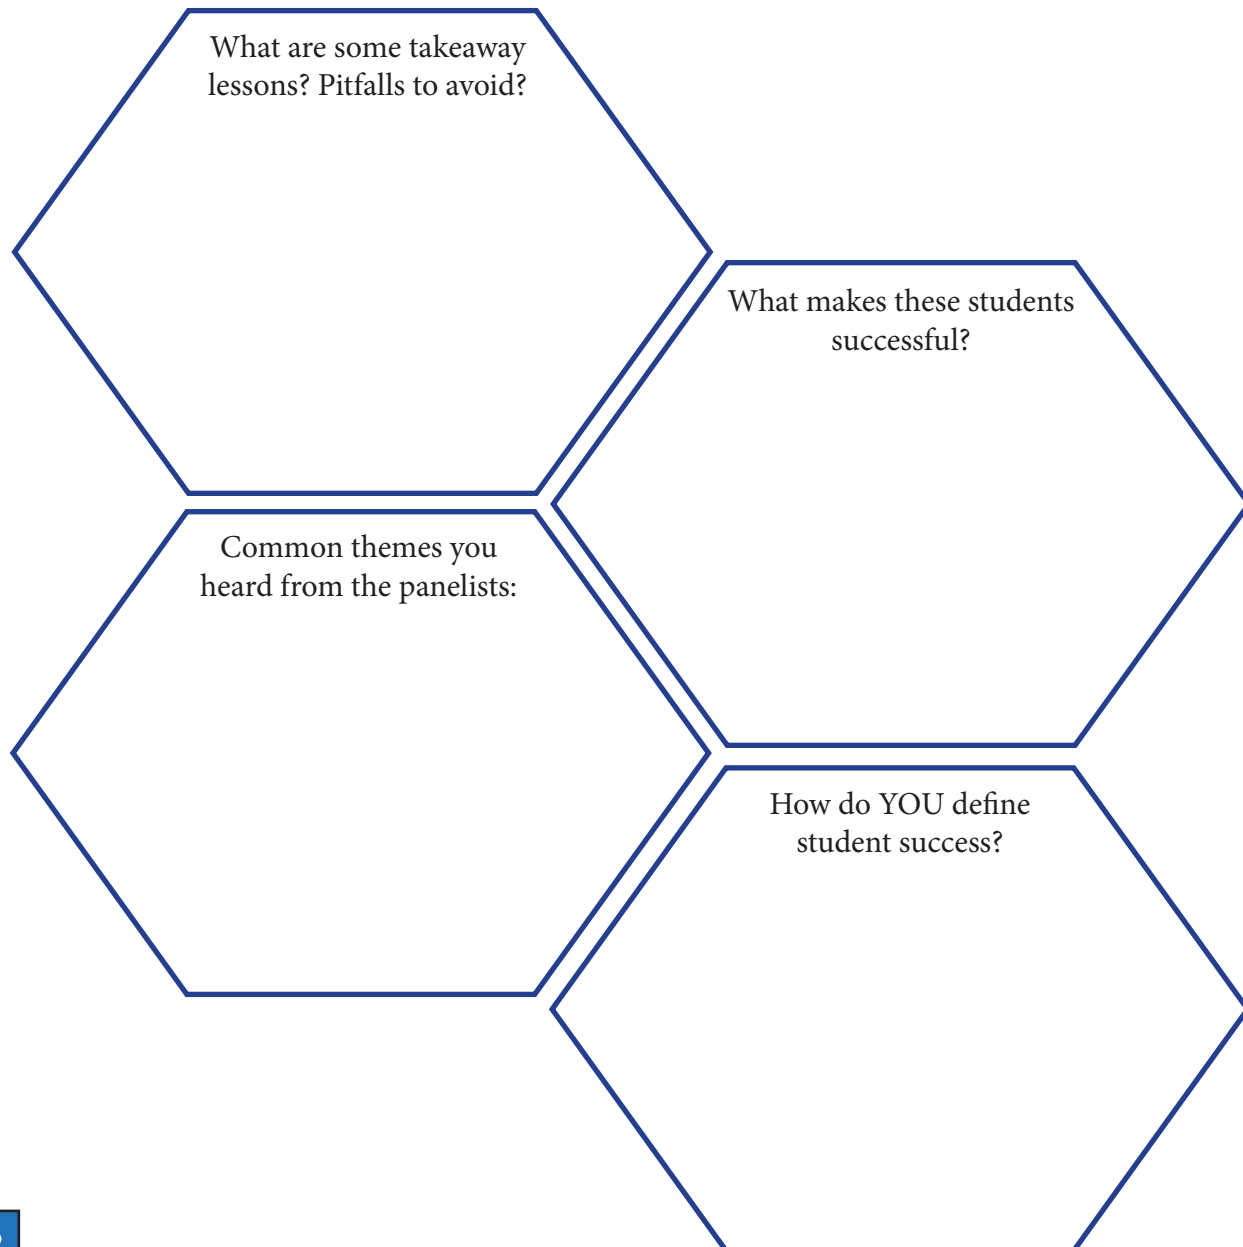 What are some takeaway
lessons? Pitfalls to avoid?
What makes these students
successful?
Common themes you
heard from the panelists:
How do YOU define
student success?